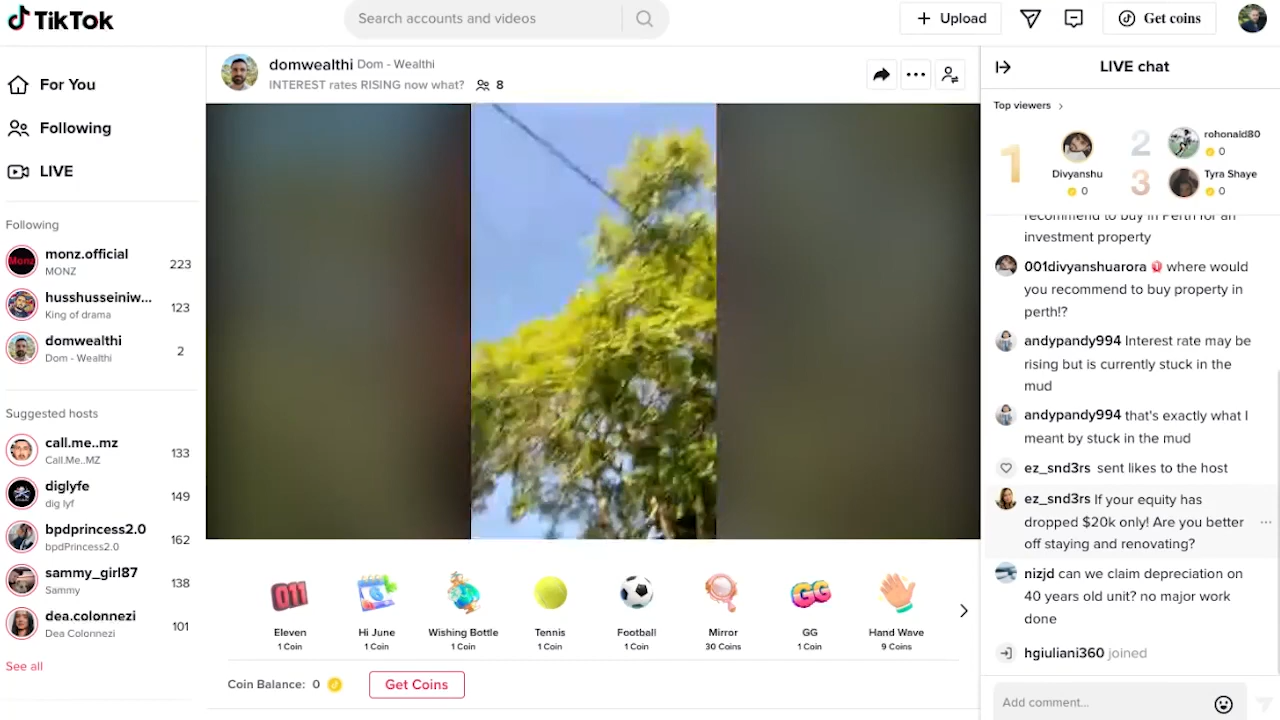 TikTok
Search accounts and videos
Upload
Get coins
For You
Following
LIVE
Following
monz.official
MONZ
223
husshusseiniw...
King of drama
123
domwealthi
Dom - Wealthi
2
Suggested hosts
call.me..mz
Call.Me..MZ
133
diglyfe
dig lyf
149
bpdprincess2.0
bpdPrincess2.0
162
sammy_girl87
Sammy
138
dea.colonnezi
Dea Colonnezi
101
See all
domwealthi Dom - Wealthi
INTEREST rates RISING now what? 8
011
GG
Eleven
1 Coin
Hi June
1 Coin
Wishing Bottle
1 Coin
Tennis
1 Coin
Football
1 Coin
Mirror
30 Coins
GG
1 Coin
Hand Wave
9 Coins
Coin Balance: 0
Get Coins
LIVE chat
Top viewers
1
Divyanshu
0
2
rohonald80
0
3
Tyra Shaye
0
recommend to buy in Perth for an
investment property
001divyanshuarora where would
you recommend to buy property in
perth!?
andypandy994 Interest rate may be
rising but is currently stuck in the
mud
andypandy994 that's exactly what I
meant by stuck in the mud
ez_snd3rs sent likes to the host
ez_snd3rs If your equity has
dropped $20k only! Are you better
off staying and renovating?
nizjd can we claim depreciation on
40 years old unit? no major work
done
hgiuliani360 joined
Add comment...